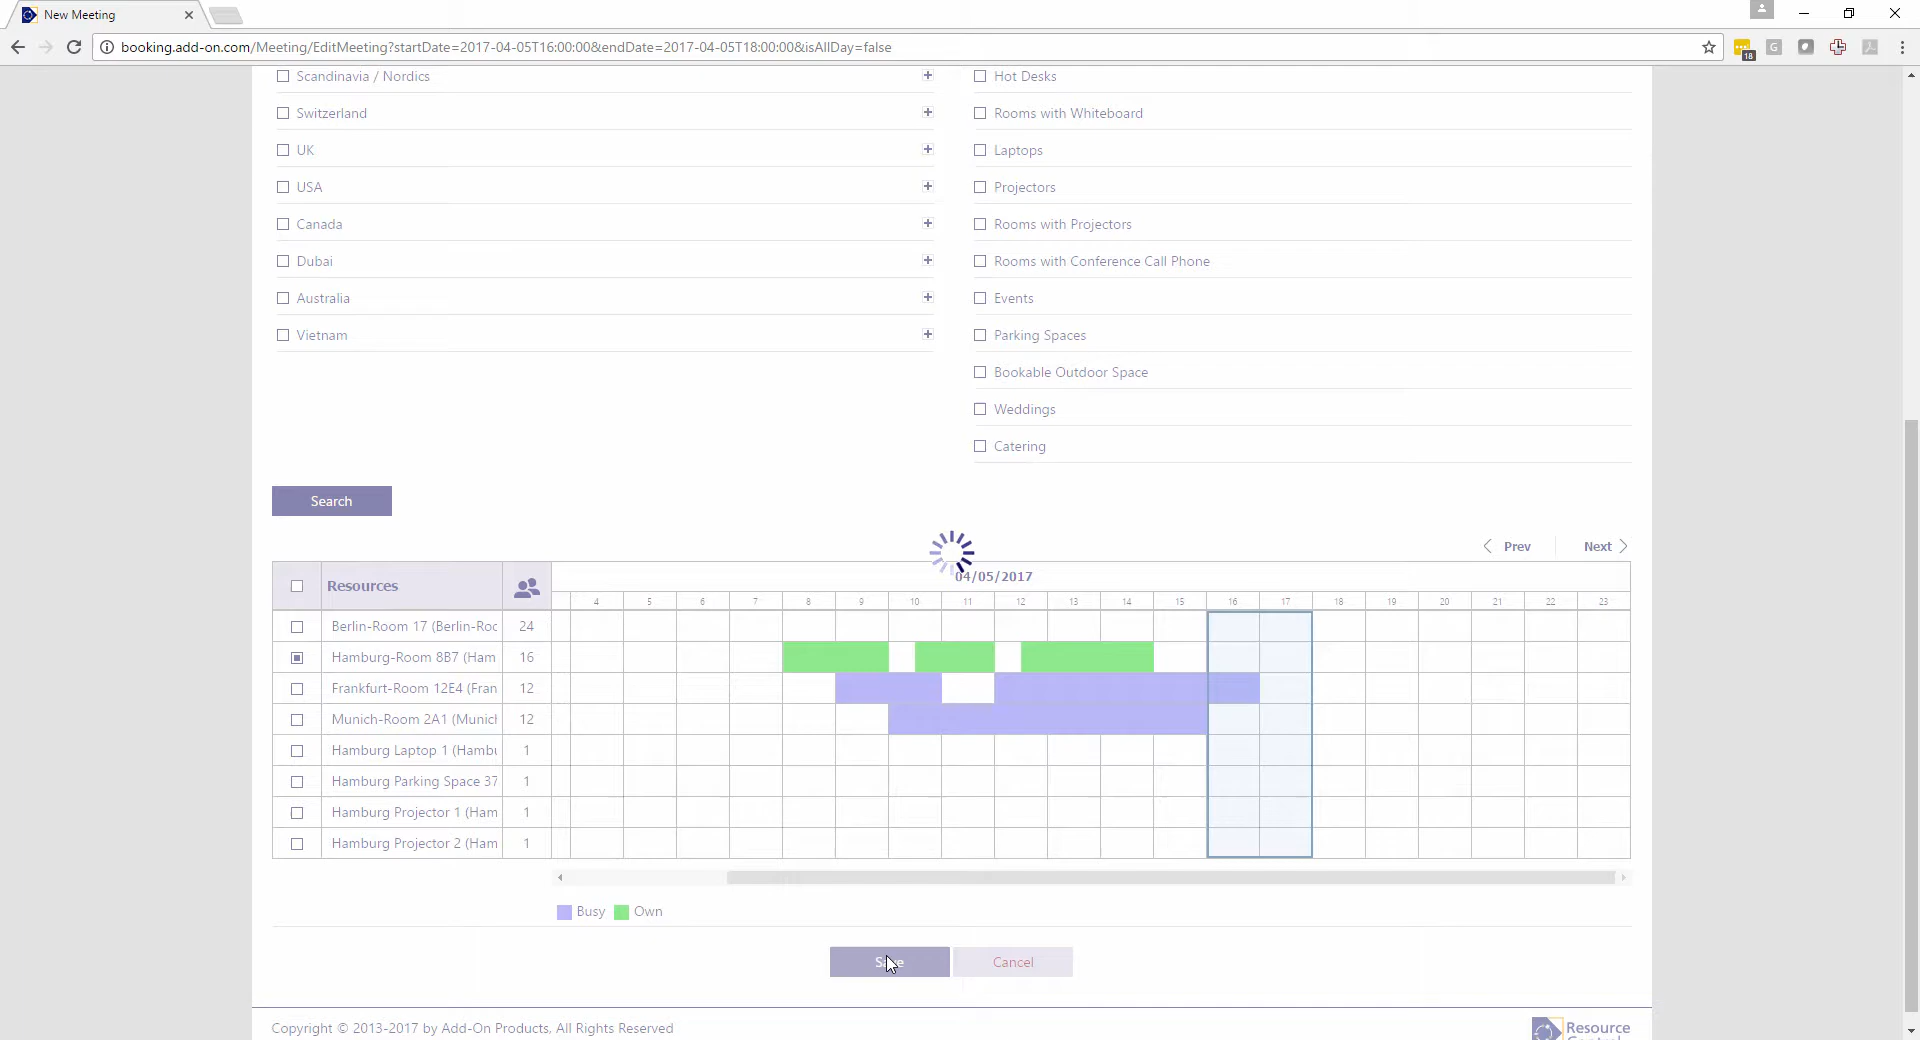 New Meeting
booking.add-on.com/Meeting/EditMeeting?startDate=2017-04-05T16:00:00&endDate=2017-04-05T18:00:00&isAllDay=false
18
G
Scandinavia / Nordics
Switzerland
UK
USA
Canada
Dubai
Australia
Vietnam
Hot Desks
Rooms with Whiteboard
Laptops
Projectors
Rooms with Projectors
Rooms with Conference Call Phone
Events
Parking Spaces
Bookable Outdoor Space
Weddings
Catering
Search
Prev Next
Resources 04/05/2017
4 5 6 7 8 9 10 11 12 13 14 15 16 17 18 19 20 21 22 23
Berlin-Room 17 (Berlin-Roo 24
Hamburg-Room 8B7 (Ham 16
Frankfurt-Room 12E4 (Fran 12
Munich-Room 2A1 (Munich 12
Hamburg Laptop 1 (Hambu 1
Hamburg Parking Space 37 1
Hamburg Projector 1 (Ham 1
Hamburg Projector 2 (Ham 1
Busy Own
Save Cancel
Copyright © 2013-2017 by Add-On Products, All Rights Reserved
Resource